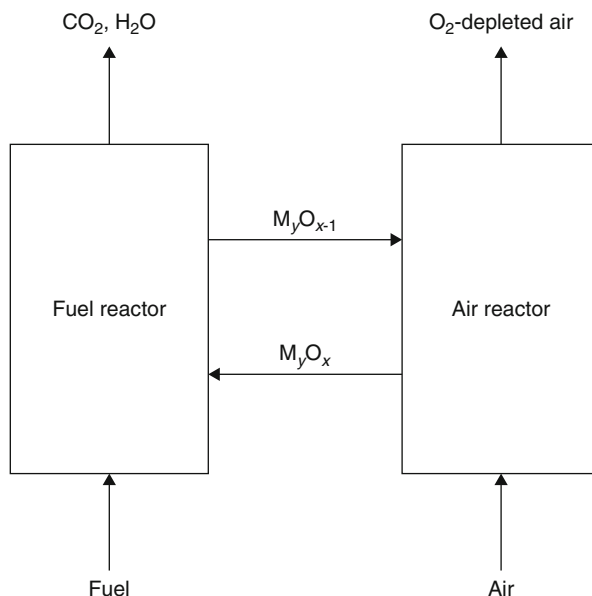 CO₂, H₂O
O₂-depleted air
MyOx-1
Fuel reactor
Air reactor
MyOx
Fuel
Air